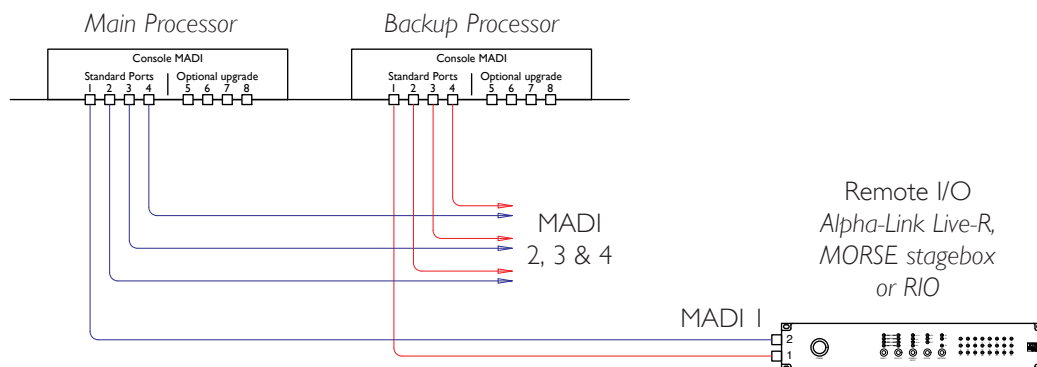 Main Processor
Backup Processor
Console MADI
Standard Ports
Optional upgrade
1 2 3 4 5 6 7 8
Console MADI
Standard Ports
Optional upgrade
1 2 3 4 5 6 7 8
MADI
2, 3 & 4
Remote I/O
Alpha-Link Live-R,
MORSE stagebox
or RIO
MADI 1
2
1